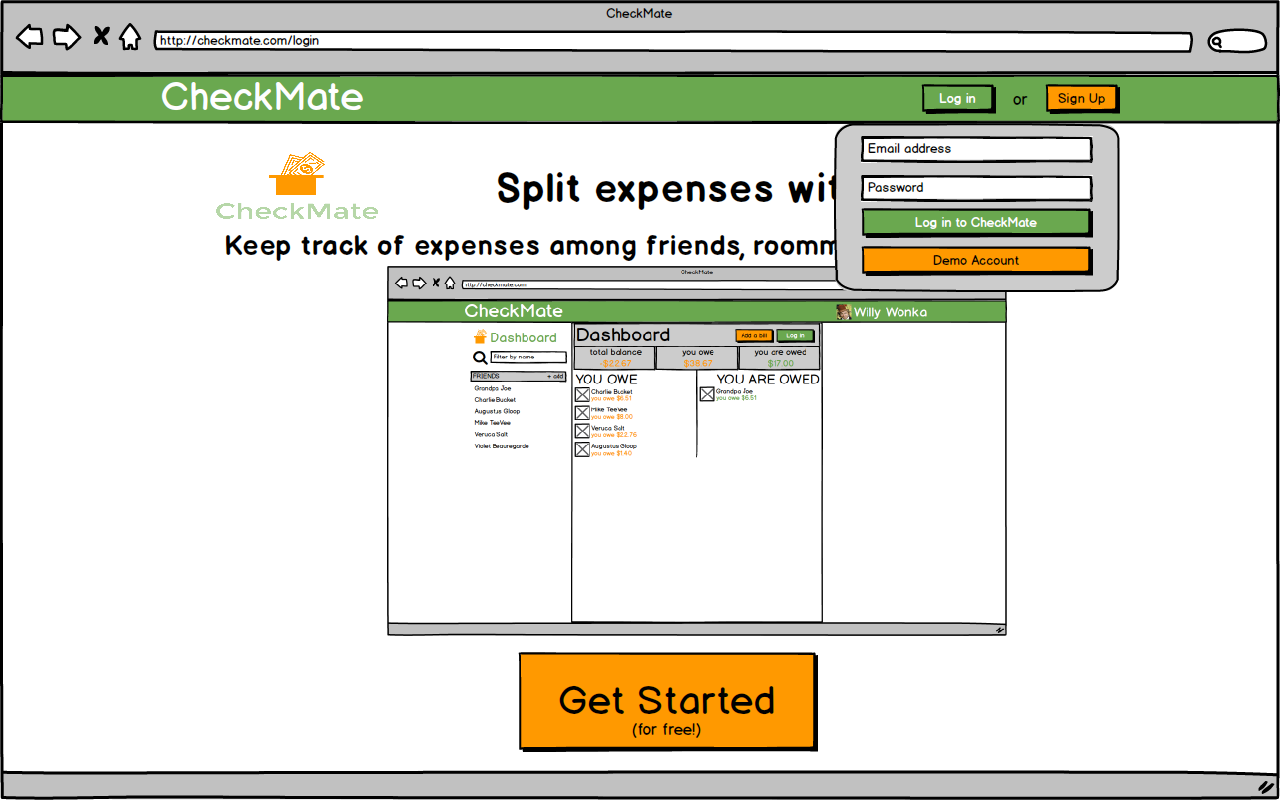 CheckMate
http://checkmate.com/login
CheckMate
Log in
or
Sign Up
Email address
Password
Log in to CheckMate
Demo Account
CheckMate
Split expenses wit
Keep track of expenses among friends, roomm
CheckMate
http://checkmate.com
CheckMate
Willy Wonka
Dashboard
Filter by name
FRIENDS + add
Grandpa Joe
Charlie Bucket
Augustus Gloop
Mike TeeVee
Veruca Salt
Violet Beauregarde
Dashboard
Add a bill
Log in
total balance
-$22.67
you owe
$38.67
you are owed
$17.00
YOU OWE
Charlie Bucket
you owe $6.51
Mike TeeVee
you owe $8.00
Veruca Salt
you owe $22.76
Augustus Gloop
you owe $1.40
YOU ARE OWED
Grandpa Joe
you owe $6.51
Get Started
(for free!)